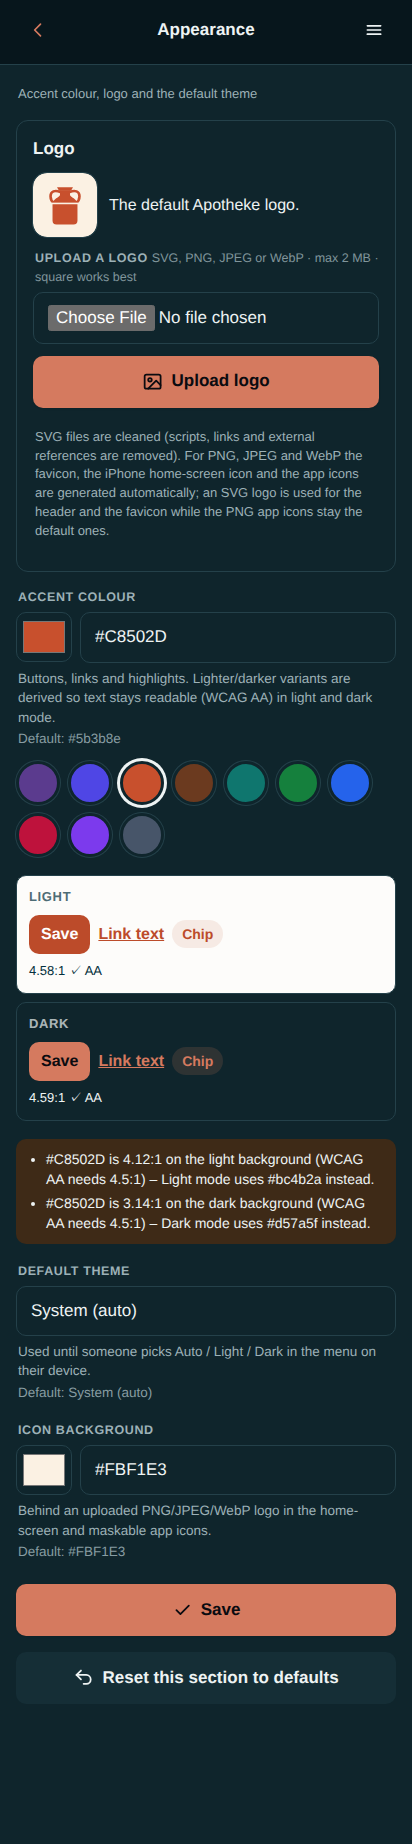 Appearance
Accent colour, logo and the default theme
Logo
The default Apotheke logo.
UPLOAD A LOGO SVG, PNG, JPEG or WebP · max 2 MB ·
square works best
Choose File No file chosen
Upload logo
SVG files are cleaned (scripts, links and external
references are removed). For PNG, JPEG and WebP the
favicon, the iPhone home-screen icon and the app icons
are generated automatically; an SVG logo is used for the
header and the favicon while the PNG app icons stay the
default ones.
ACCENT COLOUR
#C8502D
Buttons, links and highlights. Lighter/darker variants are
derived so text stays readable (WCAG AA) in light and dark
mode.
Default: #5b3b8e
LIGHT
Save Link text Chip
4.58:1 ✓ AA
DARK
Save Link text Chip
4.59:1 ✓ AA
• #C8502D is 4.12:1 on the light background (WCAG
AA needs 4.5:1) – Light mode uses #bc4b2a instead.
• #C8502D is 3.14:1 on the dark background (WCAG
AA needs 4.5:1) – Dark mode uses #d57a5f instead.
DEFAULT THEME
System (auto)
Used until someone picks Auto / Light / Dark in the menu on
their device.
Default: System (auto)
ICON BACKGROUND
#FBF1E3
Behind an uploaded PNG/JPEG/WebP logo in the home-
screen and maskable app icons.
Default: #FBF1E3
Save
Reset this section to defaults